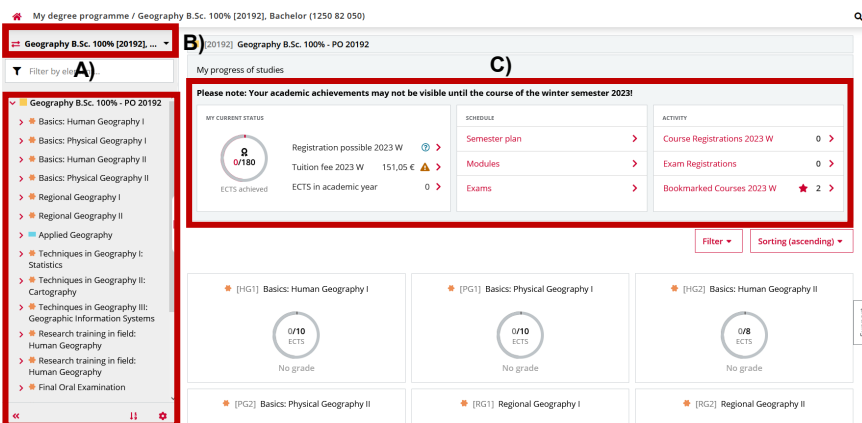 My degree programme / Geography B.Sc. 100% [20192], Bachelor (1250 82 050)
Geography B.Sc. 100% [20192], ...
A)
Filter by ele
Geography B.Sc. 100% - PO 20192
Basics: Human Geography I
Basics: Physical Geography I
Basics: Human Geography II
Basics: Physical Geography II
Regional Geography I
Regional Geography II
Applied Geography
Techniques in Geography I:
Statistics
Techniques in Geography II:
Cartography
Techinques in Geography III:
Geographic Information Systems
Research training in field:
Human Geography
Research training in field:
Human Geography
Final Oral Examination
B)
[20192] Geography B.Sc. 100% - PO 20192
My progress of studies
C)
Please note: Your academic achievements may not be visible until the course of the winter semester 2023!
MY CURRENT STATUS
0/180
ECTS achieved
Registration possible 2023 W
Tuition fee 2023 W 151,05 €
ECTS in academic year 0
SCHEDULE
Semester plan
Modules
Exams
ACTIVITY
Course Registrations 2023 W 0
Exam Registrations 0
Bookmarked Courses 2023 W 2
Filter
Sorting (ascending)
[HG1] Basics: Human Geography I
0/10
ECTS
No grade
[PG1] Basics: Physical Geography I
0/10
ECTS
No grade
[HG2] Basics: Human Geography II
0/8
ECTS
No grade
[PG2] Basics: Physical Geography II
[RG1] Regional Geography I
[RG2] Regional Geography II